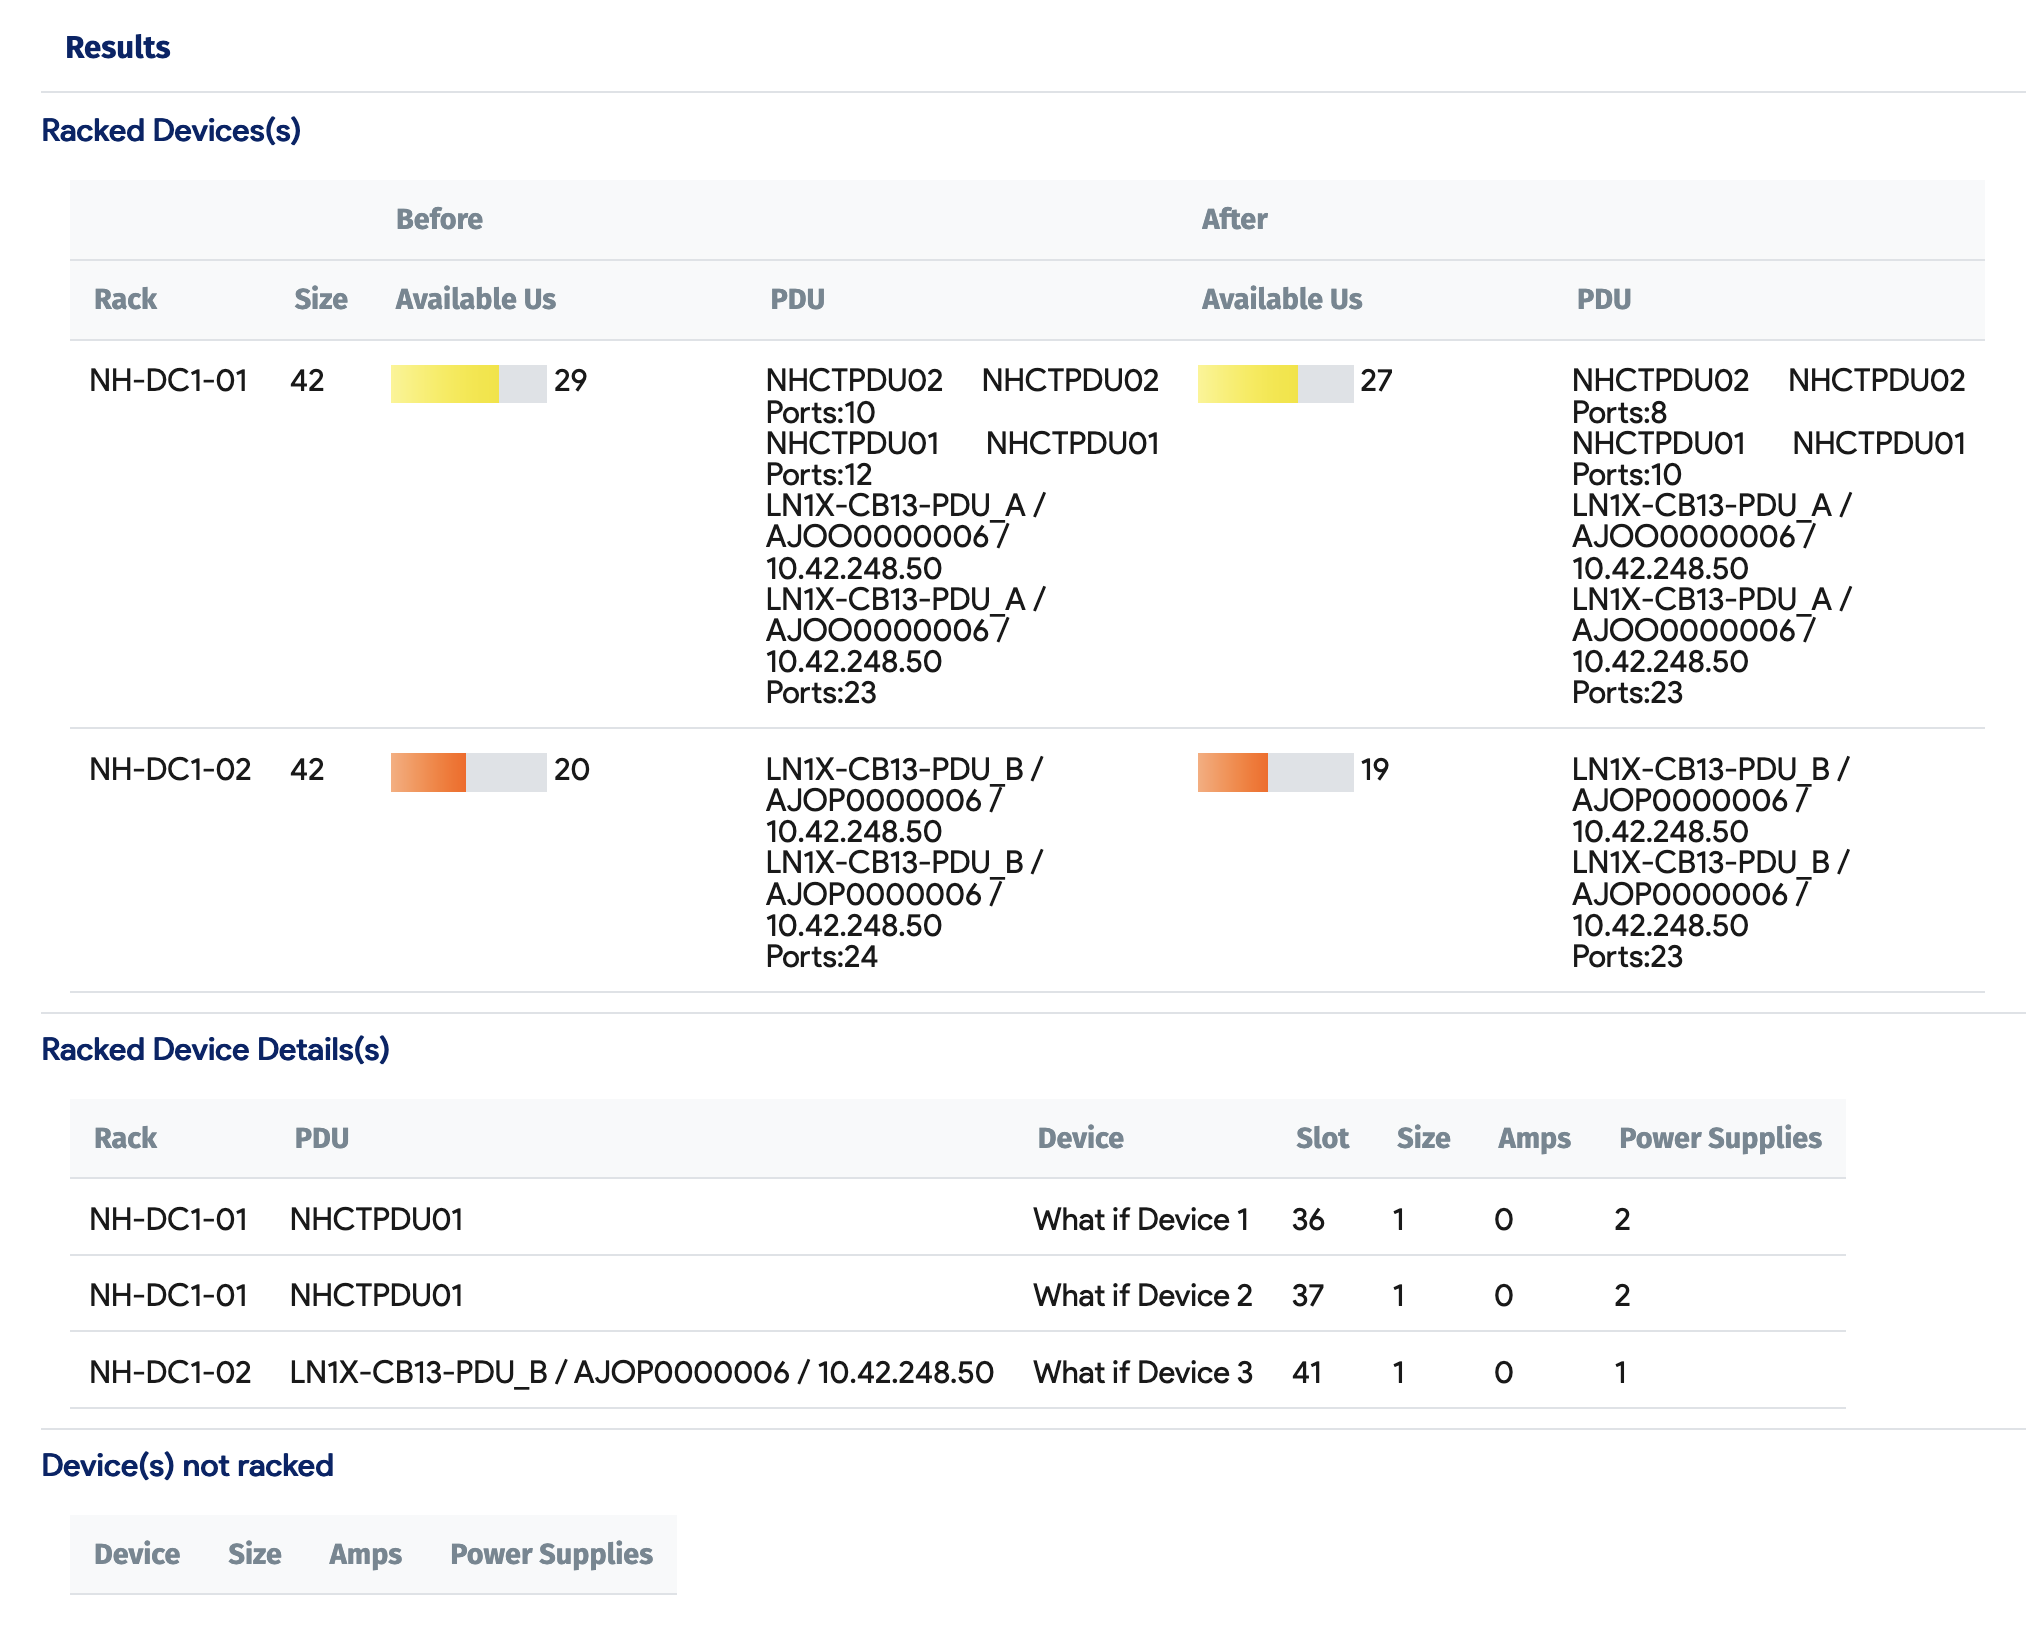 Results
Racked Devices(s)
Before After
Rack Size Available Us PDU Available Us PDU
NH-DC1-01 42 29 NHCTPDU02 NHCTPDU02 27 NHCTPDU02 NHCTPDU02
Ports:10 Ports:8
NHCTPDU01 NHCTPDU01 NHCTPDU01 NHCTPDU01
Ports:12 Ports:10
LN1X-CB13-PDU_A / LN1X-CB13-PDU_A /
AJOO0000006 / AJOO0000006 /
10.42.248.50 10.42.248.50
LN1X-CB13-PDU_A / LN1X-CB13-PDU_A /
AJOO0000006 / AJOO0000006 /
10.42.248.50 10.42.248.50
Ports:23 Ports:23
NH-DC1-02 42 20 LN1X-CB13-PDU_B / 19 LN1X-CB13-PDU_B /
AJOP0000006 / AJOP0000006 /
10.42.248.50 10.42.248.50
LN1X-CB13-PDU_B / LN1X-CB13-PDU_B /
AJOP0000006 / AJOP0000006 /
10.42.248.50 10.42.248.50
Ports:24 Ports:23
Racked Device Details(s)
Rack PDU Device Slot Size Amps Power Supplies
NH-DC1-01 NHCTPDU01 What if Device 1 36 1 0 2
NH-DC1-01 NHCTPDU01 What if Device 2 37 1 0 2
NH-DC1-02 LN1X-CB13-PDU_B / AJOP0000006 / 10.42.248.50 What if Device 3 41 1 0 1
Device(s) not racked
Device Size Amps Power Supplies